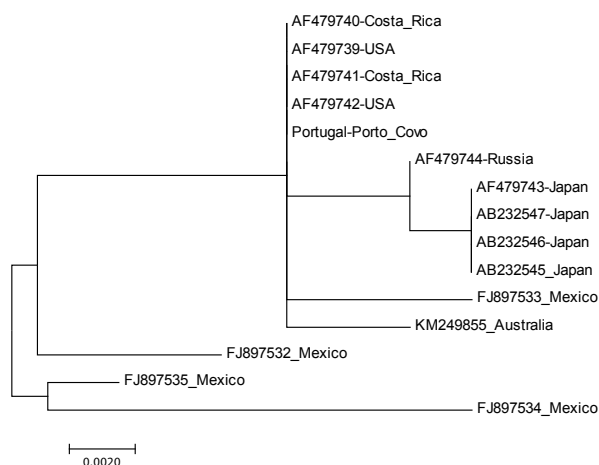 AF479740-Costa_Rica
AF479739-USA
AF479741-Costa_Rica
AF479742-USA
Portugal-Porto_Covo
AF479744-Russia
AF479743-Japan
AB232547-Japan
AB232546-Japan
AB232545_Japan
FJ897533_Mexico
KM249855_Australia
FJ897532_Mexico
FJ897535_Mexico
FJ897534_Mexico
0.0020